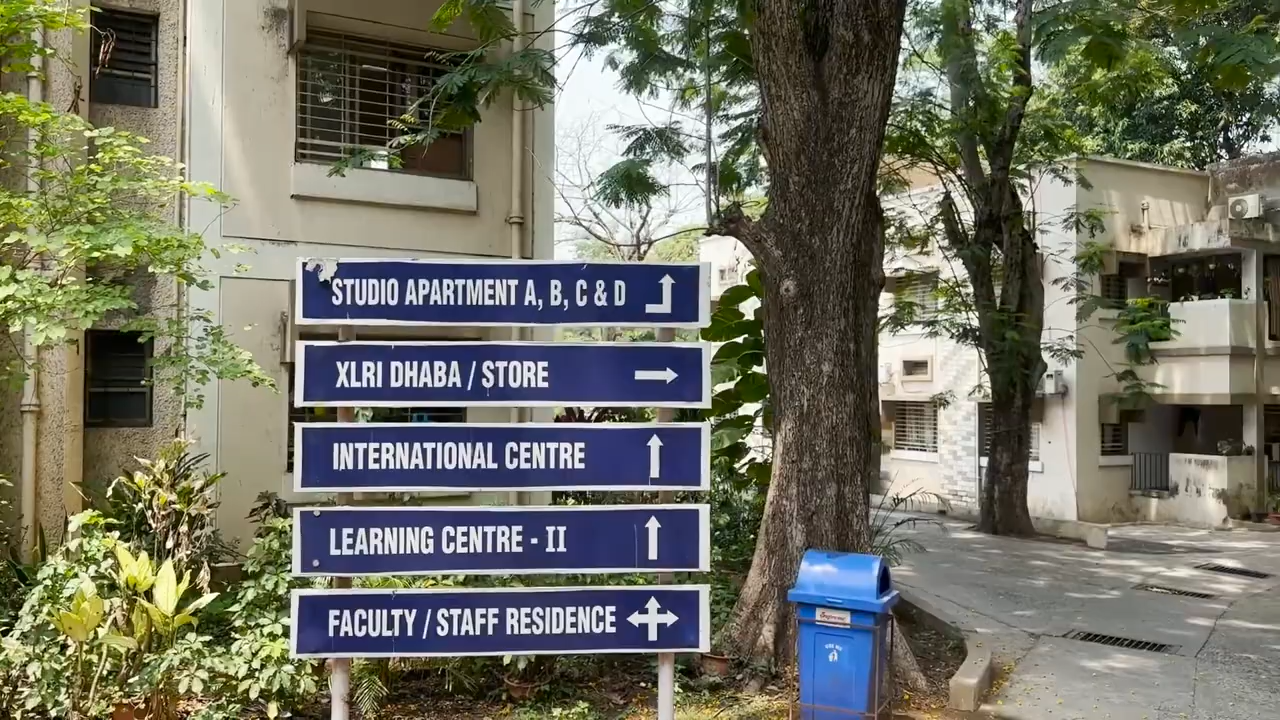 STUDIO APARTMENT A, B, C & D
XLRI DHABA / STORE
INTERNATIONAL CENTRE
LEARNING CENTRE - II
FACULTY / STAFF RESIDENCE